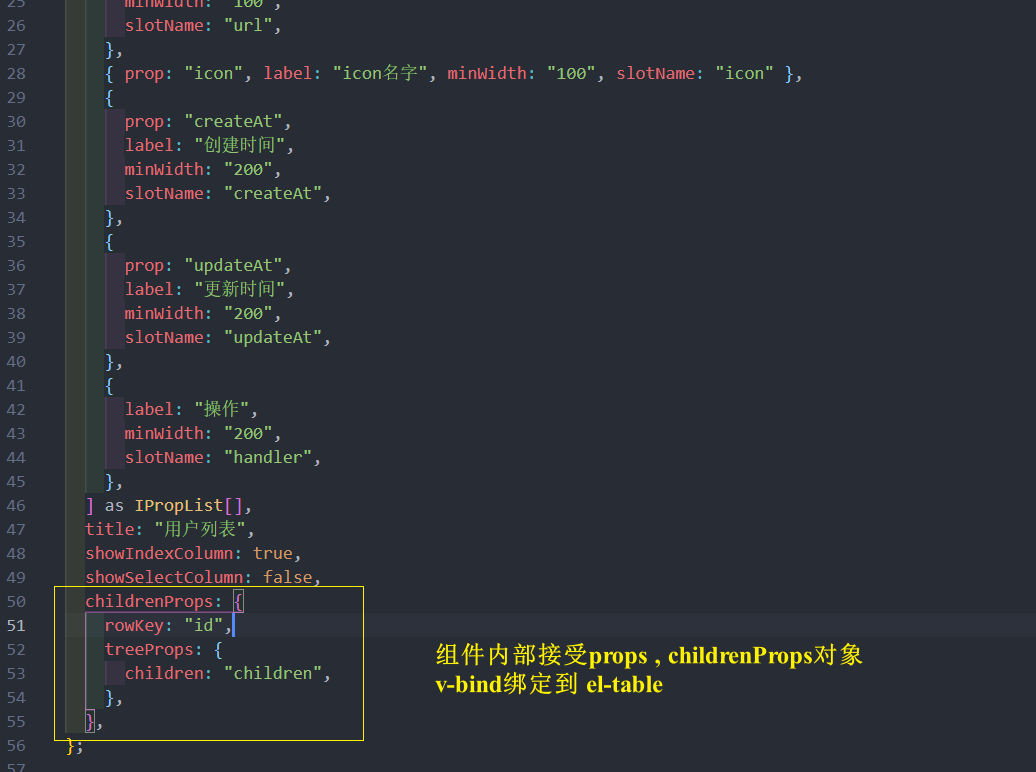 25 minWidth: "100",
26 slotName: "url",
27 },
28 { prop: "icon", label: "icon名字", minWidth: "100", slotName: "icon" },
29 {
30 prop: "createAt",
31 label: "创建时间",
32 minWidth: "200",
33 slotName: "createAt",
34 },
35 {
36 prop: "updateAt",
37 label: "更新时间",
38 minWidth: "200",
39 slotName: "updateAt",
40 },
41 {
42 label: "操作",
43 minWidth: "200",
44 slotName: "handler",
45 },
46 ] as IPropList[],
47 title: "用户列表",
48 showIndexColumn: true,
49 showSelectColumn: false,
50 childrenProps: {
51 rowKey: "id",
52 treeProps: {
53 children: "children",
54 },
55 },
56 };
57
组件内部接受props , childrenProps对象
v-bind绑定到 el-table